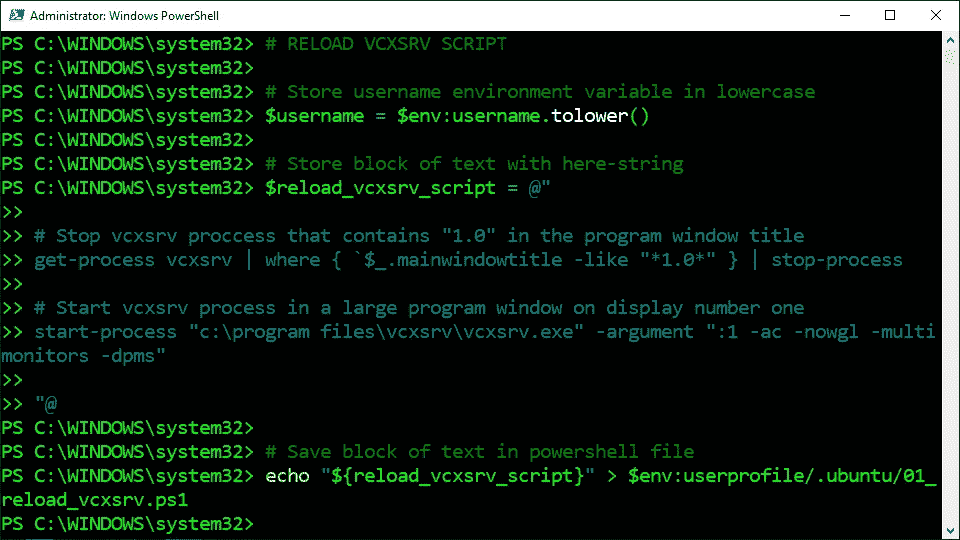 Administrator: Windows PowerShell
PS C:\WINDOWS\system32> # RELOAD VCXSRV SCRIPT
PS C:\WINDOWS\system32>
PS C:\WINDOWS\system32> # Store username environment variable in lowercase
PS C:\WINDOWS\system32> $username = $env:username.tolower()
PS C:\WINDOWS\system32>
PS C:\WINDOWS\system32> # Store block of text with here-string
PS C:\WINDOWS\system32> $reload_vcxsrv_script = @"
>>
>> # Stop vcxsrv proccess that contains "1.0" in the program window title
>> get-process vcxsrv | where { `$_.mainwindowtitle -like "*1.0*" } | stop-process
>>
>> # Start vcxsrv process in a large program window on display number one
>> start-process "c:\program files\vcxsrv\vcxsrv.exe" -argument ":1 -ac -nowgl -multi
monitors -dpms"
>>
>> "@
PS C:\WINDOWS\system32>
PS C:\WINDOWS\system32> # Save block of text in powershell file
PS C:\WINDOWS\system32> echo "${reload_vcxsrv_script}" > $env:userprofile/.ubuntu/01_
reload_vcxsrv.ps1
PS C:\WINDOWS\system32>